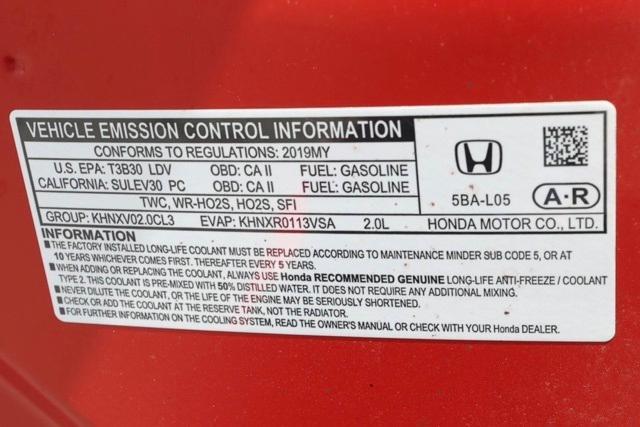 VEHICLE EMISSION CONTROL INFORMATION
CONFORMS TO REGULATIONS: 2019MY
U.S. EPA: T3B30 LDV OBD: CA II FUEL: GASOLINE
CALIFORNIA: SULEV30 PC OBD: CA II FUEL: GASOLINE
TWC, WR-HO2S, HO2S, SFI
GROUP: KHNXV02.0CL3 EVAP: KHNXR0113VSA 2.0L
5BA-L05
A-R
HONDA MOTOR CO., LTD.
INFORMATION
■THE FACTORY INSTALLED LONG-LIFE COOLANT MUST BE REPLACED ACCORDING TO MAINTENANCE MINDER SUB CODE 5, OR AT
10 YEARS WHICHEVER COMES FIRST. THEREAFTER EVERY 5 YEARS.
■WHEN ADDING OR REPLACING THE COOLANT, ALWAYS USE Honda RECOMMENDED GENUINE LONG-LIFE ANTI-FREEZE / COOLANT
TYPE 2. THIS COOLANT IS PRE-MIXED WITH 50% DISTILLED WATER. IT DOES NOT REQUIRE ANY ADDITIONAL MIXING.
■NEVER DILUTE THE COOLANT, OR THE LIFE OF THE ENGINE MAY BE SERIOUSLY SHORTENED.
■CHECK OR ADD THE COOLANT AT THE RESERVE TANK, NOT THE RADIATOR.
■FOR FURTHER INFORMATION ON THE COOLING SYSTEM, READ THE OWNER'S MANUAL OR CHECK WITH YOUR Honda DEALER.